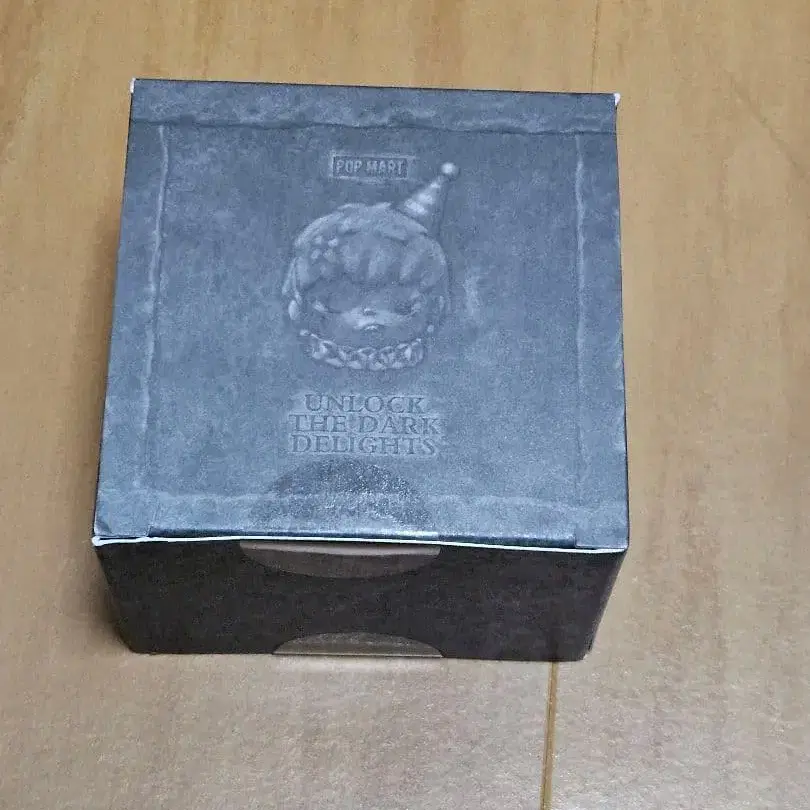 POP MART
UNLOCK
THE DARK
DELIGHTS